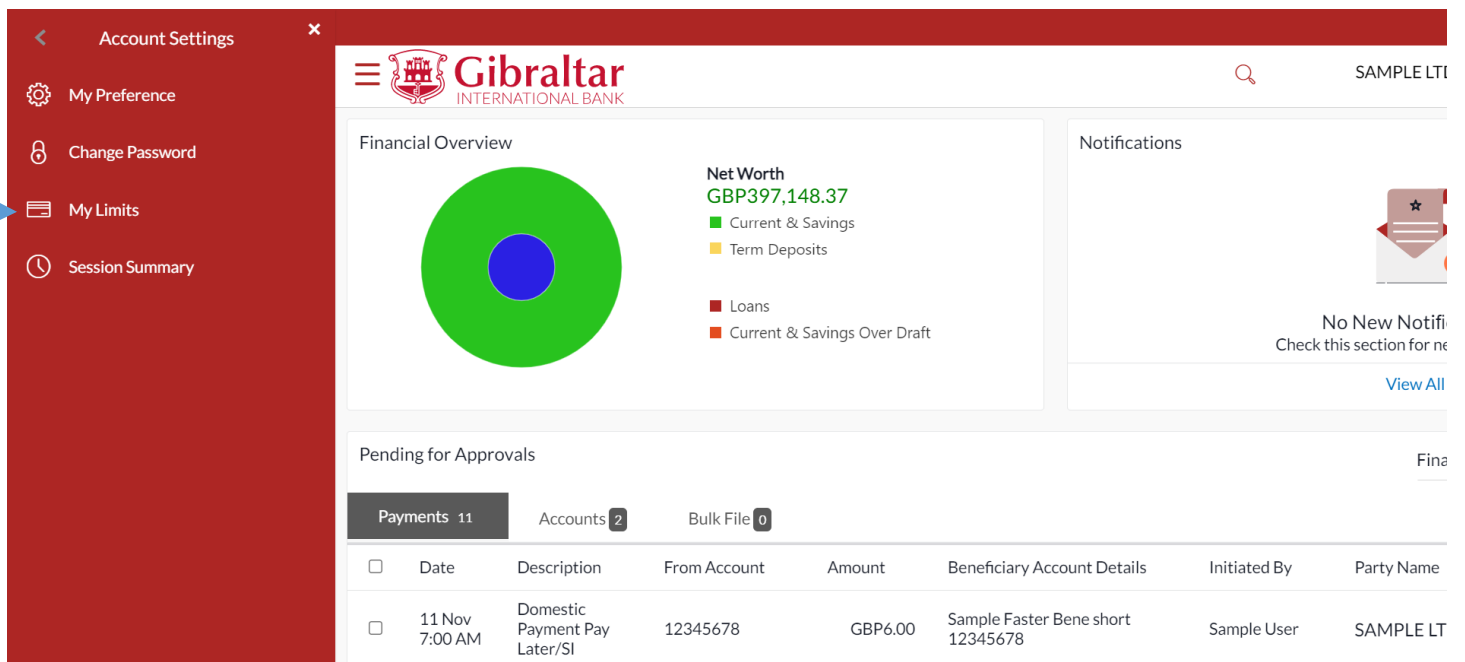 Account Settings
My Preference
Change Password
My Limits
Session Summary
Gibraltar
INTERNATIONAL BANK
SAMPLE LTD
Financial Overview
Net Worth
GBP397,148.37
Current & Savings
Term Deposits
Loans
Current & Savings Over Draft
Notifications
No New Notifi
Check this section for ne
View All
Pending for Approvals
Fina
Payments 11 Accounts 2 Bulk File 0
Date Description From Account Amount Beneficiary Account Details Initiated By Party Name
11 Nov
7:00 AM
Domestic
Payment Pay
Later/SI
12345678
GBP6.00
Sample Faster Bene short
12345678
Sample User
SAMPLE LT